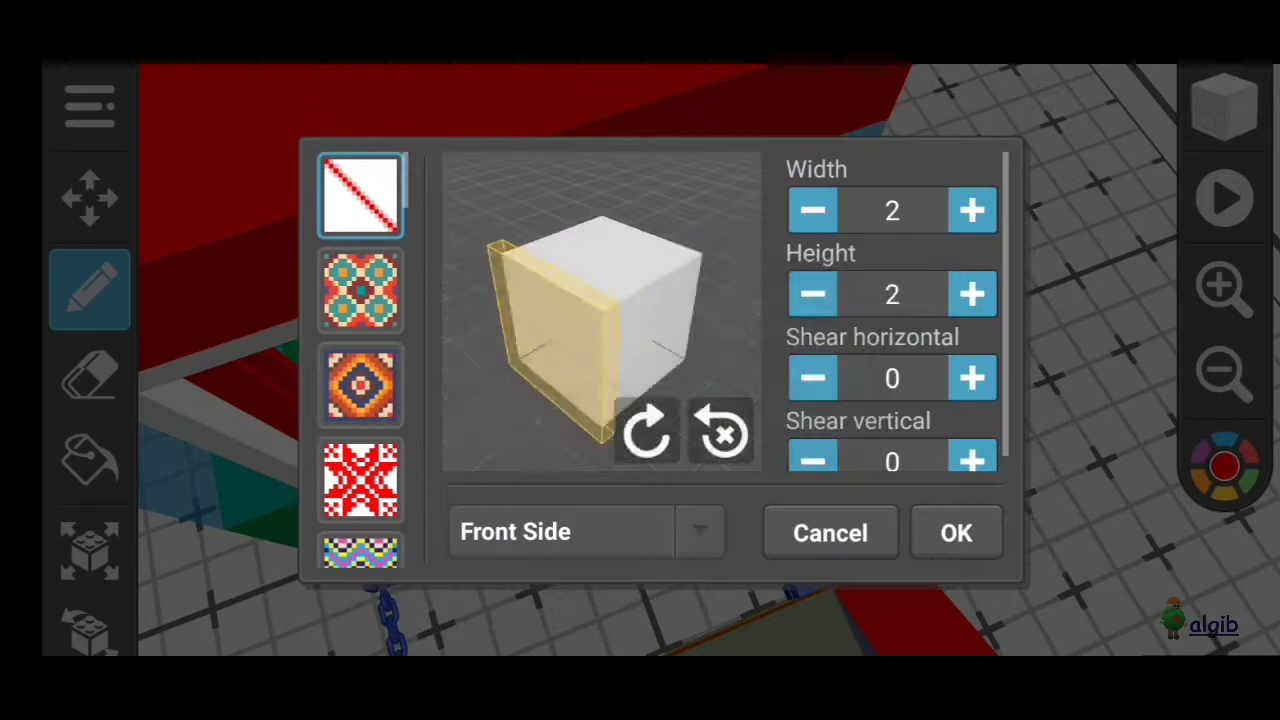 Width
2
Height
2
Shear horizontal
0
Shear vertical
0
Front Side
Cancel
OK
algib